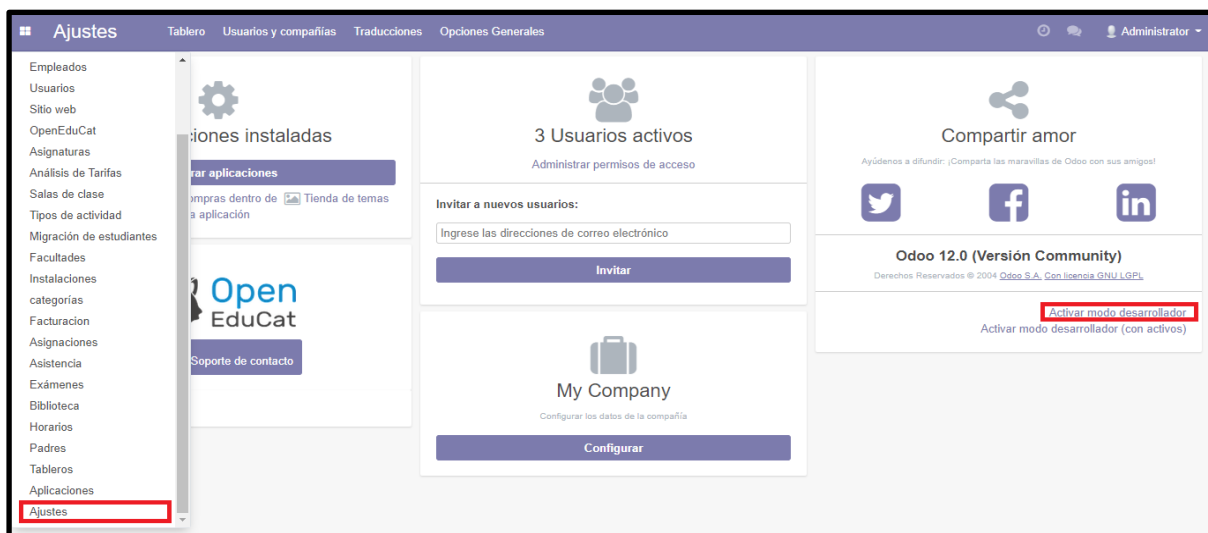 Ajustes
Tablero
Usuarios y compañías
Traducciones
Opciones Generales
Administrator
Empleados
Usuarios
Sitio web
OpenEduCat
Asignaturas
Análisis de Tarifas
Salas de clase
Tipos de actividad
Migración de estudiantes
Facultades
Instalaciones
categorías
Facturacion
Asignaciones
Asistencia
Exámenes
Biblioteca
Horarios
Padres
Tableros
Aplicaciones
Ajustes
ciones instaladas
rar aplicaciones
ompras dentro de Tienda de temas
a aplicación
Open
EduCat
Soporte de contacto
3 Usuarios activos
Administrar permisos de acceso
Invitar a nuevos usuarios:
Ingrese las direcciones de correo electrónico
Invitar
My Company
Configurar los datos de la compañía
Configurar
Compartir amor
Ayúdenos a difundir: ¡Comparta las maravillas de Odoo con sus amigos!
in
Odoo 12.0 (Versión Community)
Derechos Reservados © 2004 Odoo S.A. Con licencia GNU LGPL
Activar modo desarrollador
Activar modo desarrollador (con activos)